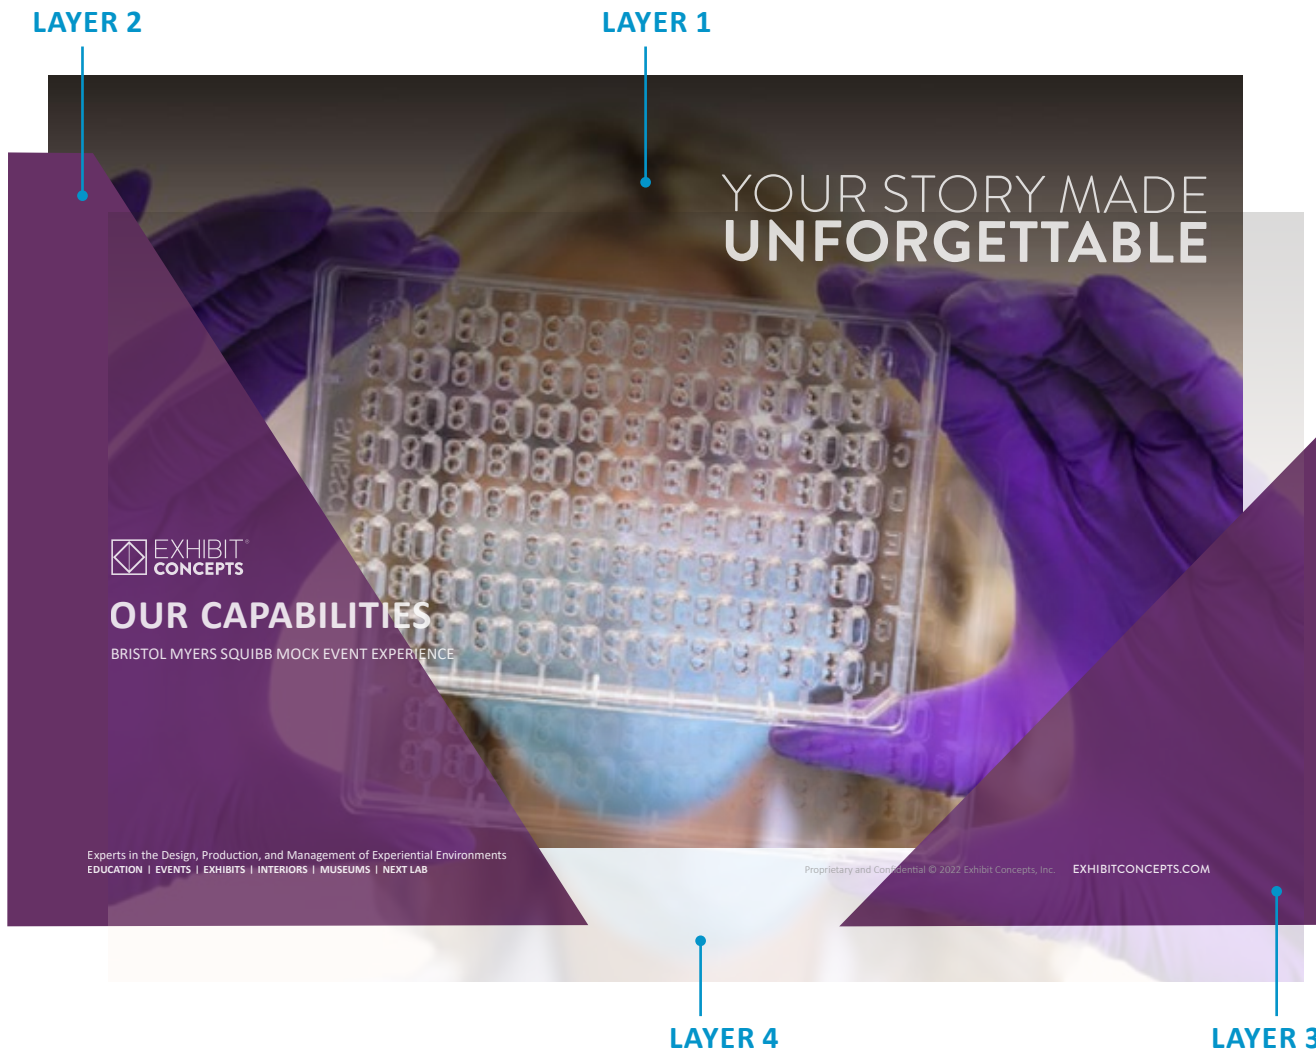 LAYER 2
LAYER 1
YOUR STORY MADE
UNFORGETTABLE
EXHIBIT®
CONCEPTS
OUR CAPABILITIES
BRISTOL MYERS SQUIBB MOCK EVENT EXPERIENCE
Experts in the Design, Production, and Management of Experiential Environments
EDUCATION | EVENTS | EXHIBITS | INTERIORS | MUSEUMS | NEXT LAB
Proprietary and Confidential © 2022 Exhibit Concepts, Inc. EXHIBITCONCEPTS.COM
LAYER 4
LAYER 3